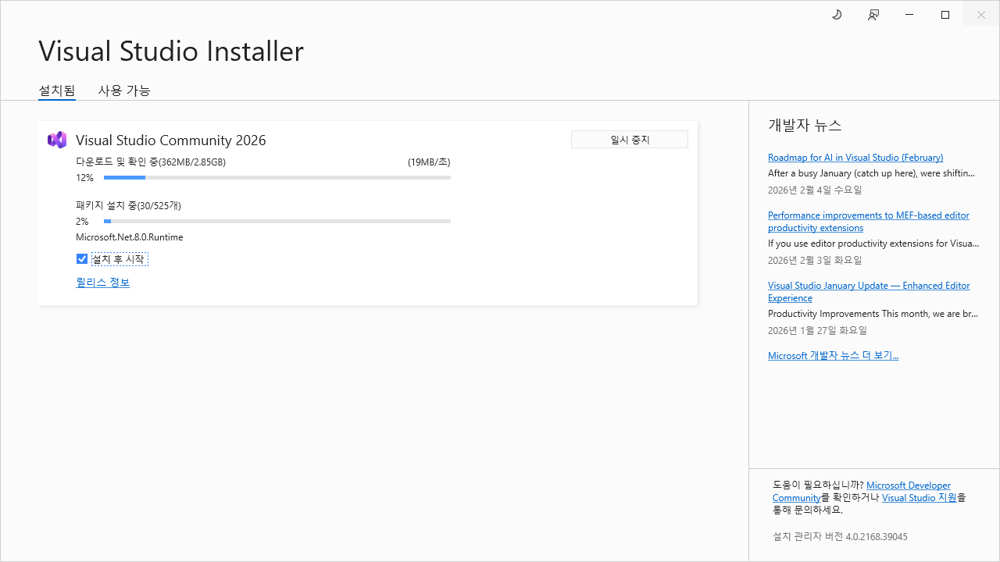 Visual Studio Installer
설치됨 사용 가능
Visual Studio Community 2026 일시 중지
다운로드 및 확인 중(362MB/2.85GB) (19MB/초)
12%
패키지 설치 중(30/525개)
2%
Microsoft.Net.8.0.Runtime
설치 후 시작
릴리스 정보
개발자 뉴스
Roadmap for AI in Visual Studio (February)
After a busy January (catch up here), were shiftin...
2026년 2월 4일 수요일
Performance improvements to MEF-based editor
productivity extensions
If you use editor productivity extensions for Visua...
2026년 2월 3일 화요일
Visual Studio January Update — Enhanced Editor
Experience
Productivity Improvements This month, we are br...
2026년 1월 27일 화요일
Microsoft 개발자 뉴스 더 보기...
도움이 필요하십니까? Microsoft Developer
Community를 확인하거나 Visual Studio 지원을
통해 문의하세요.
설치 관리자 버전 4.0.2168.39045